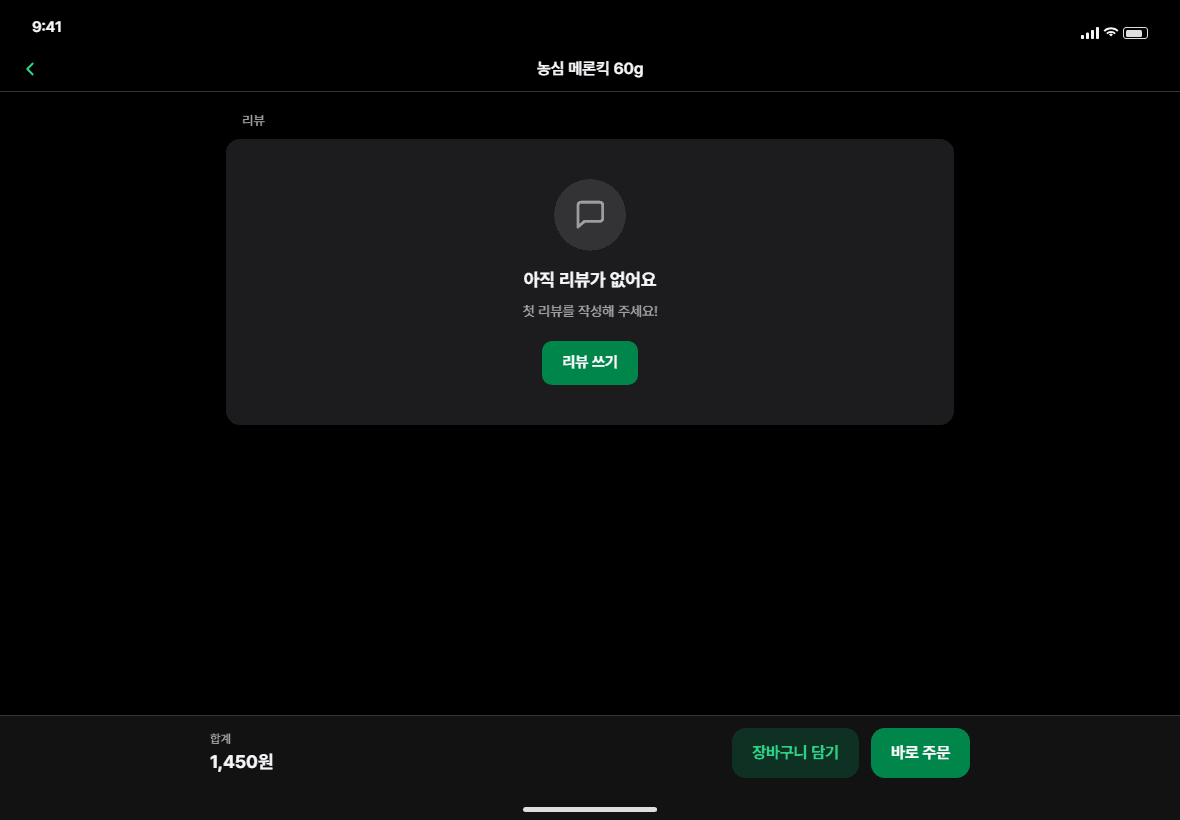 9:41
농심 메론킥 60g
리뷰
아직 리뷰가 없어요
첫 리뷰를 작성해 주세요!
리뷰 쓰기
합계
1,450원
장바구니 담기
바로 주문